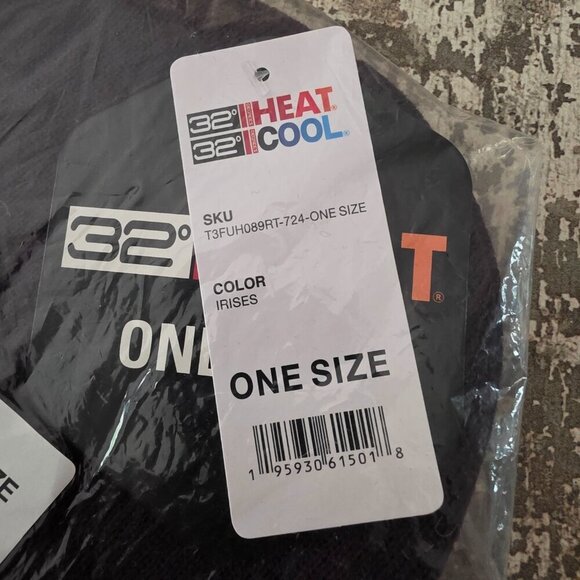 32° HEAT®
32° COOL®
SKU
T3FUH089RT-724-ONE SIZE
COLOR
IRISES
ONE SIZE
1 95930 61501 8
32°
T®
ON
ZE